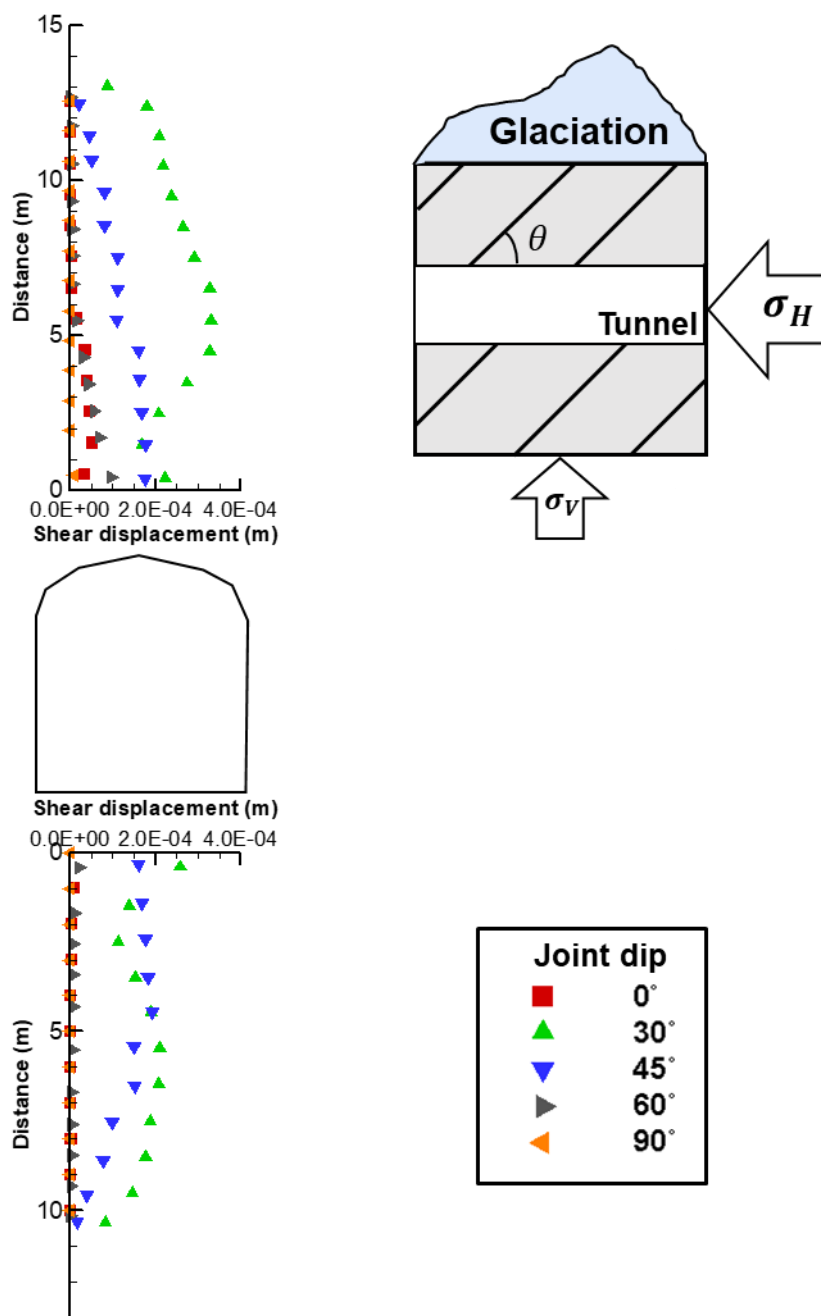 15
10
5
0
Distance (m)
0.0E+00 2.0E-04 4.0E-04
Shear displacement (m)
Glaciation
θ
Tunnel
σ_H
σ_V
Shear displacement (m)
0.0E+00 2.0E-04 4.0E-04
0
5
10
Distance (m)
Joint dip
0°
30°
45°
60°
90°